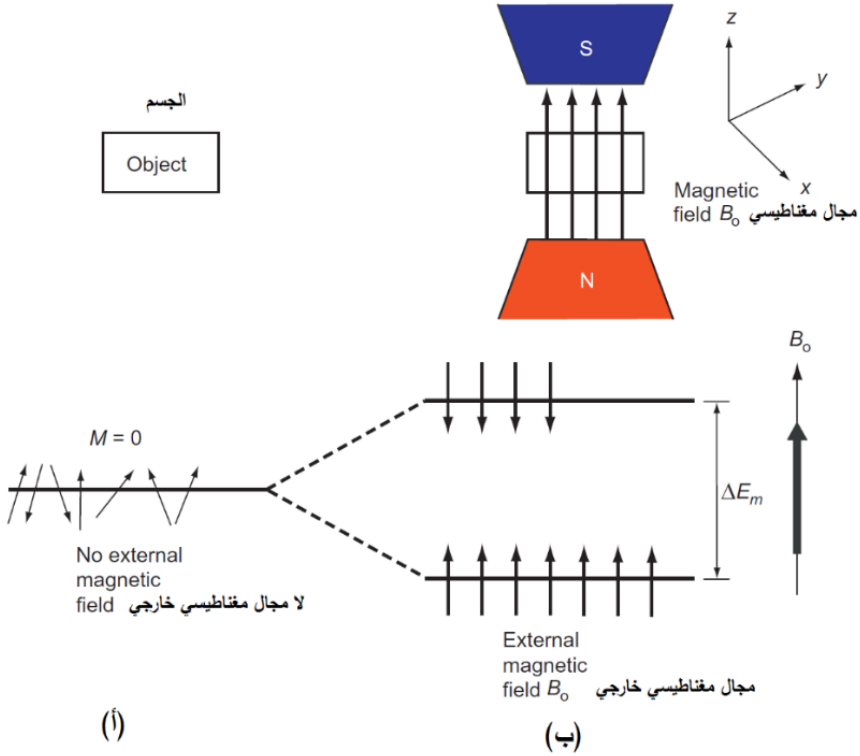 الجسم
Object
S
N
z
y
x
Magnetic
field Bₒ مجال مغناطيسي
M = 0
No external
magnetic
field لا مجال مغناطيسي خارجي
ΔEₘ
Bₒ
External
magnetic
field Bₒ مجال مغناطيسي خارجي
(أ)
(ب)